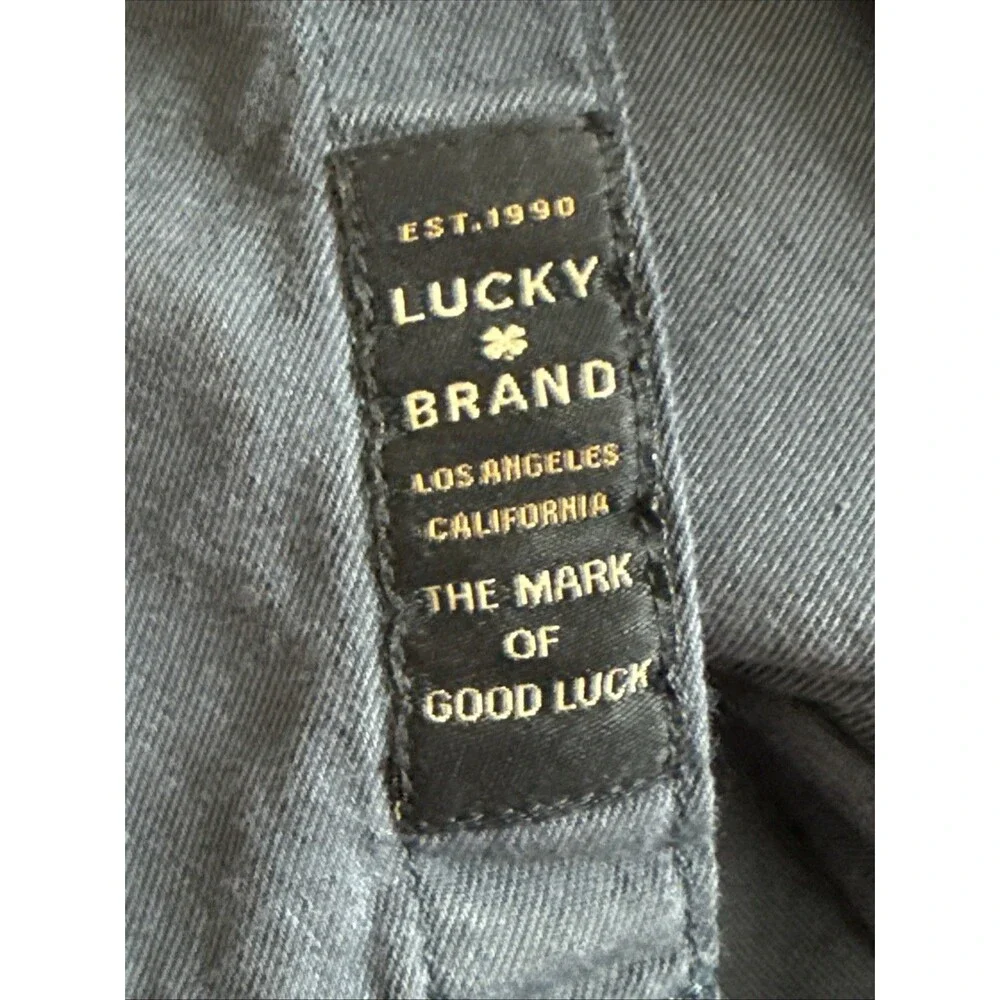 EST.1990
LUCKY
BRAND
LOS ANGELES
CALIFORNIA
THE MARK
OF
GOOD LUCK